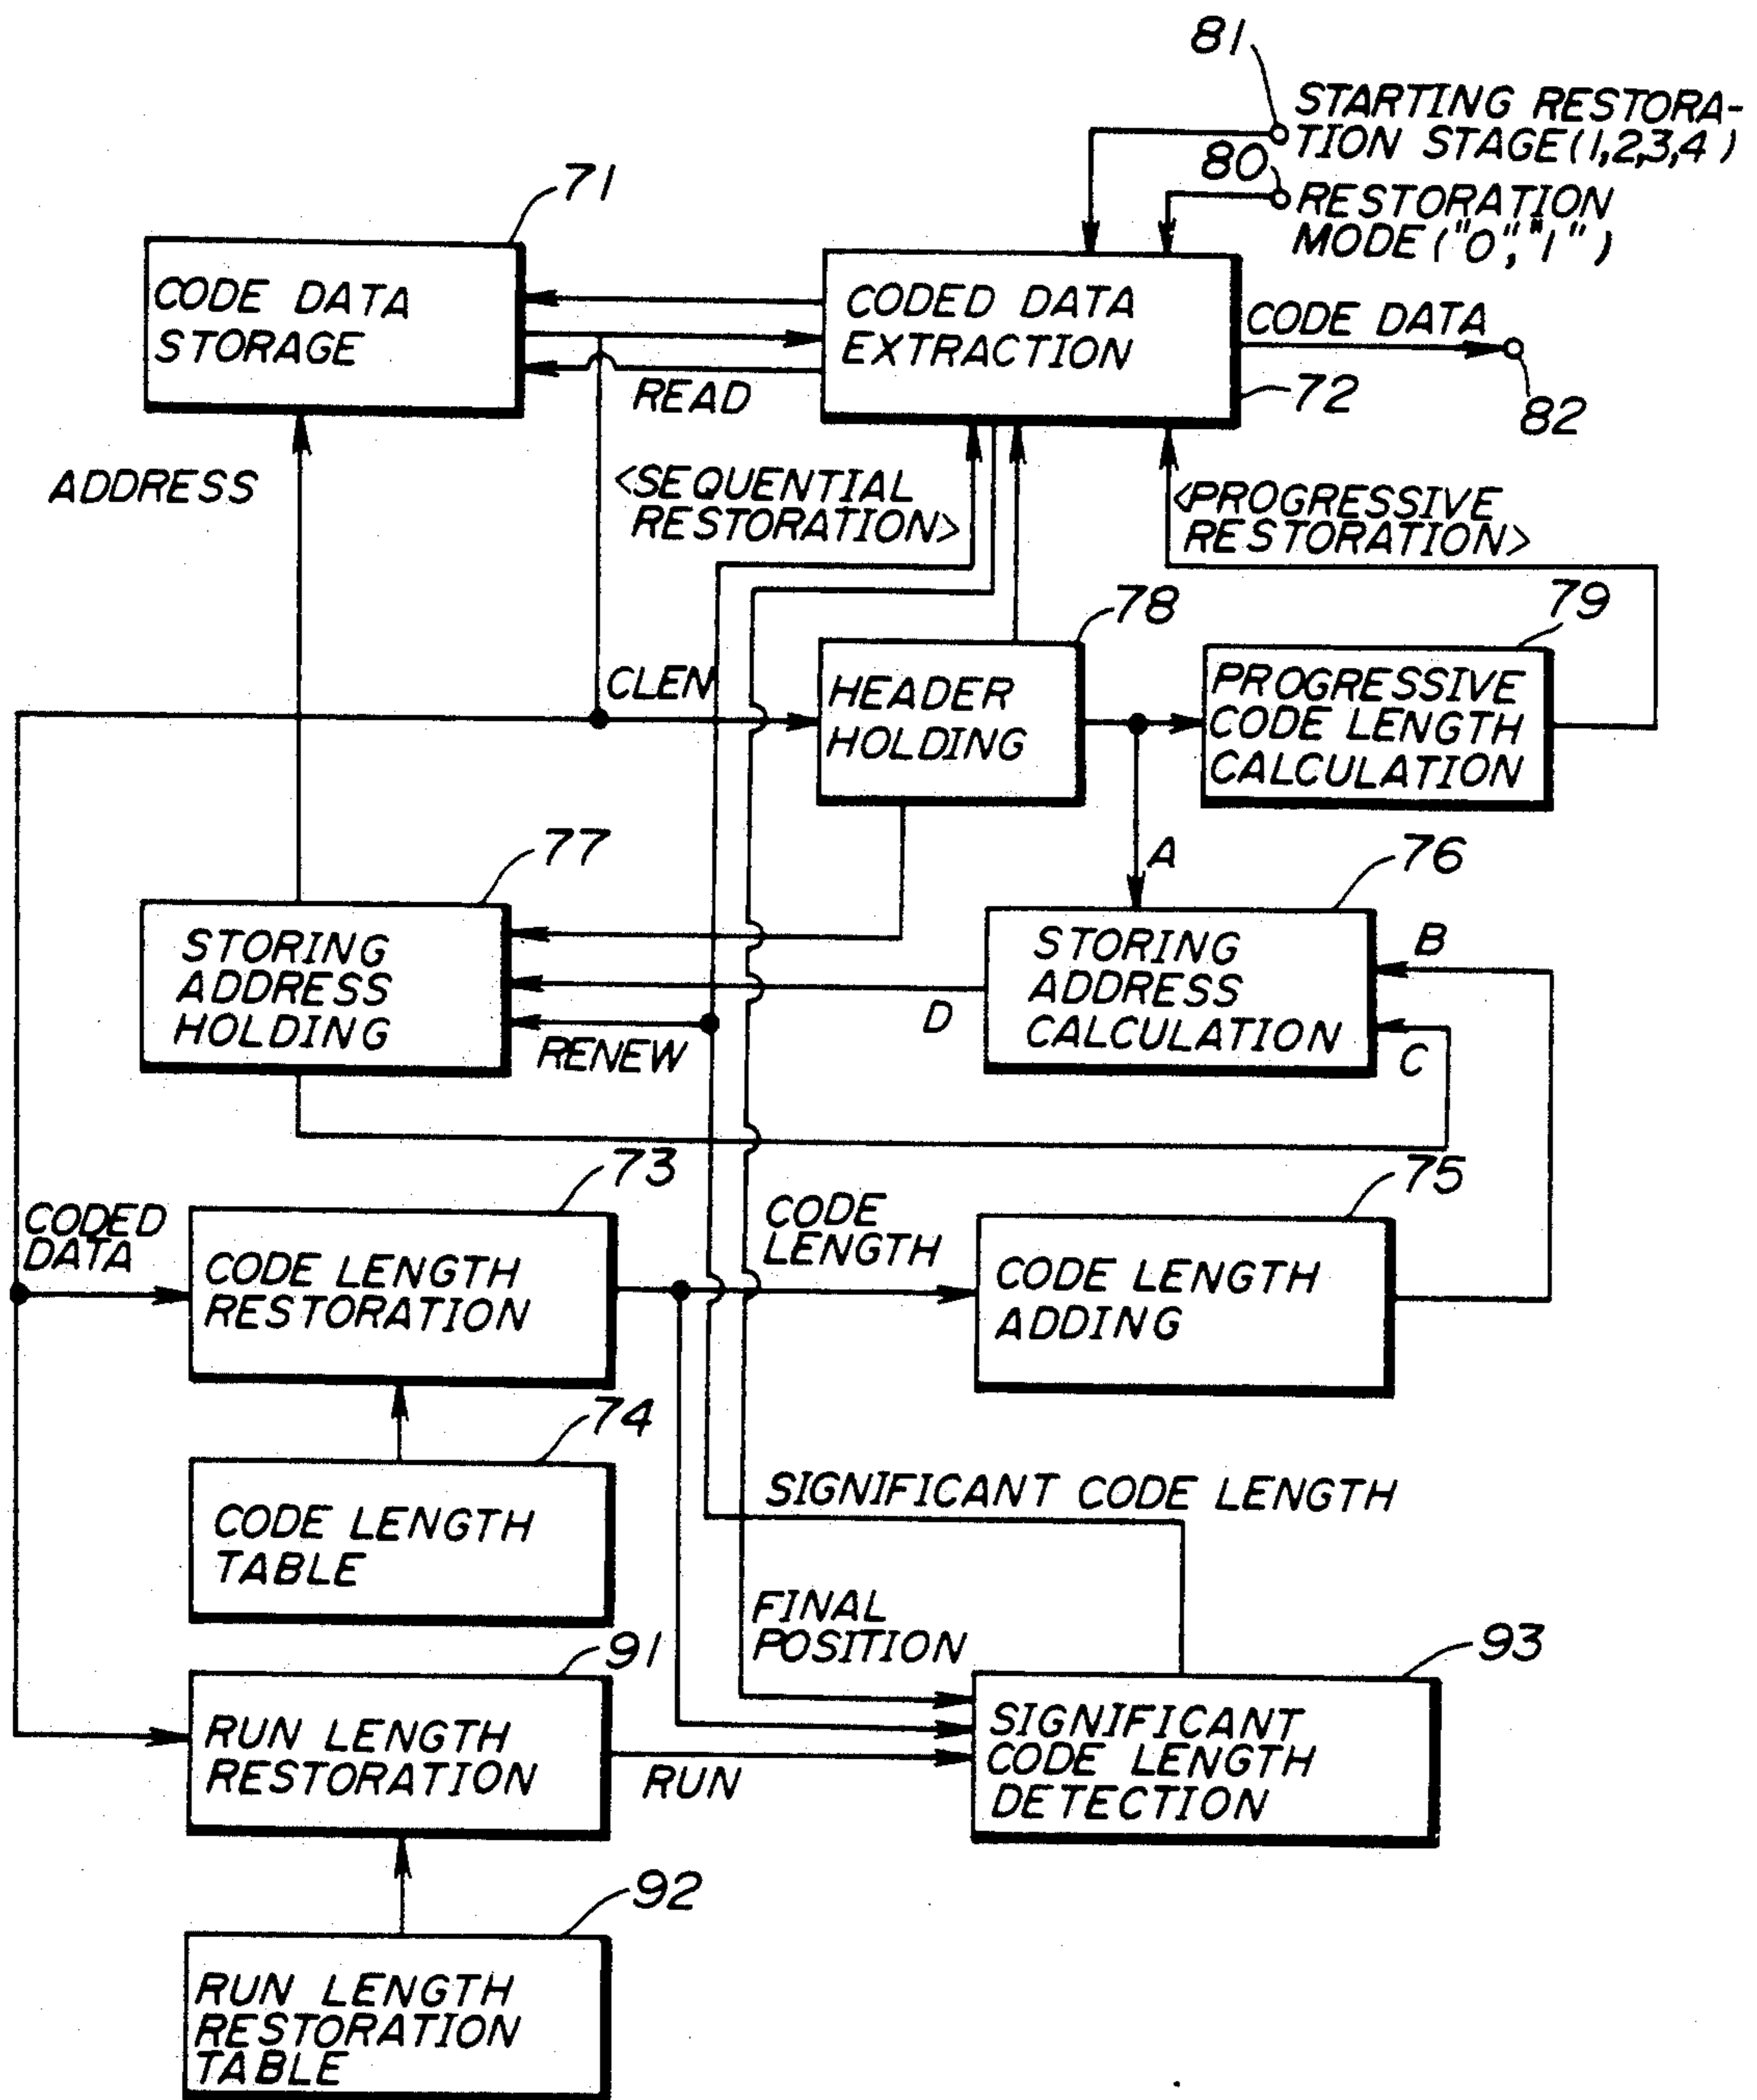 81
STARTING RESTORA-
TION STAGE(1,2,3,4)
80
RESTORATION
MODE("0","1")
71
CODE DATA
STORAGE
CODED DATA
EXTRACTION
CODE DATA
READ
72
82
ADDRESS
<SEQUENTIAL
RESTORATION>
<PROGRESSIVE
RESTORATION>
78
79
CLEN
HEADER
HOLDING
PROGRESSIVE
CODE LENGTH
CALCULATION
77
A
76
STORING
ADDRESS
HOLDING
STORING
ADDRESS
CALCULATION
B
D
RENEW
C
73
75
CODED
DATA
CODE LENGTH
RESTORATION
CODE
LENGTH
CODE LENGTH
ADDING
74
CODE LENGTH
TABLE
SIGNIFICANT CODE LENGTH
FINAL
POSITION
91
93
RUN LENGTH
RESTORATION
RUN
SIGNIFICANT
CODE LENGTH
DETECTION
92
RUN LENGTH
RESTORATION
TABLE